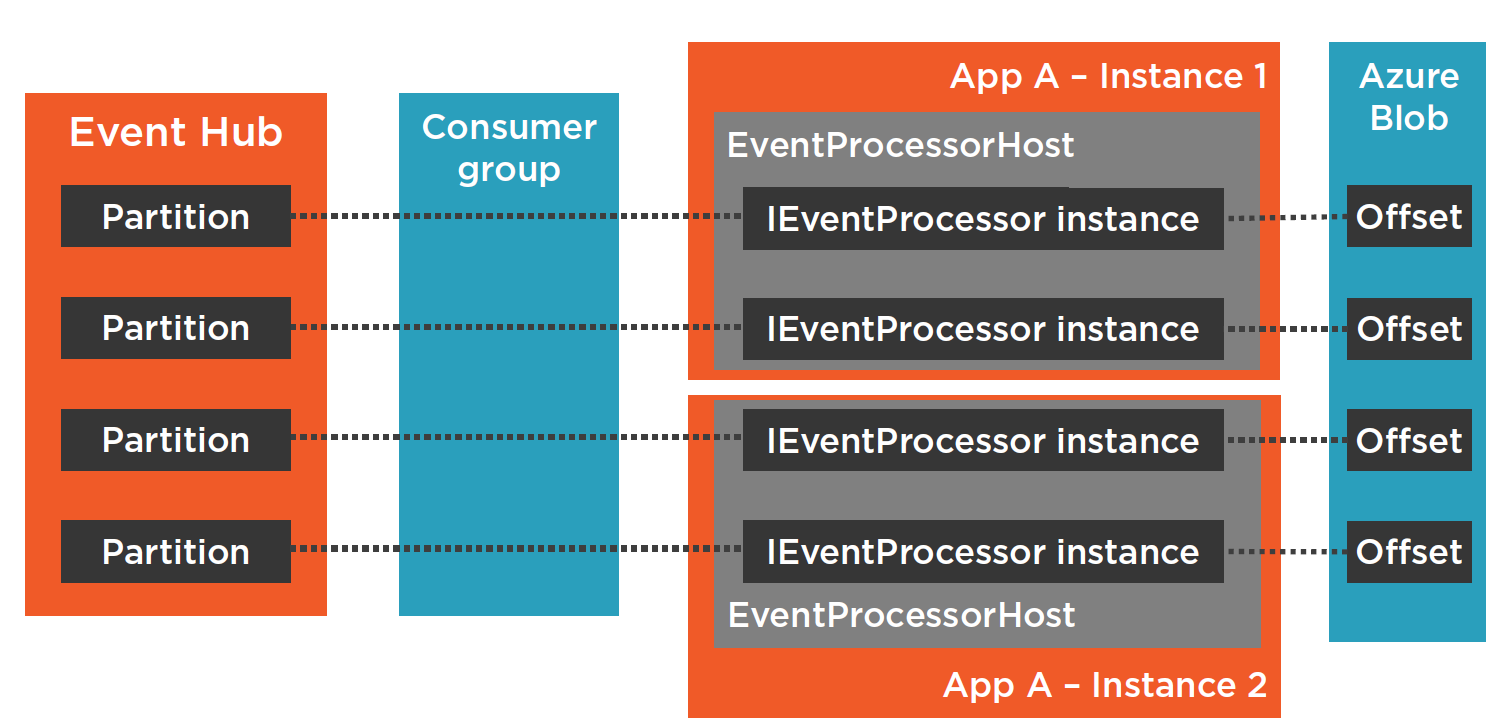 Event Hub
Partition
Partition
Partition
Partition
Consumer
group
App A – Instance 1
EventProcessorHost
IEventProcessor instance
IEventProcessor instance
IEventProcessor instance
IEventProcessor instance
EventProcessorHost
App A – Instance 2
Azure
Blob
Offset
Offset
Offset
Offset